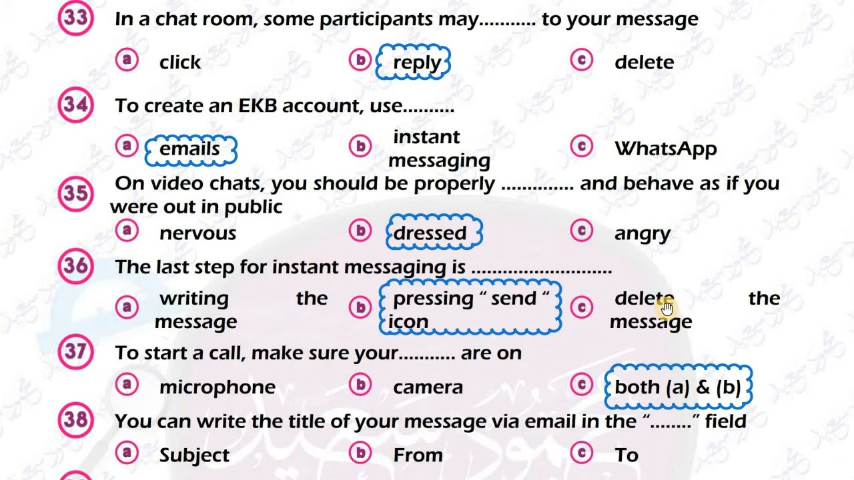 33 In a chat room, some participants may........... to your message
a click b reply c delete
34 To create an EKB account, use..........
a emails b instant messaging c WhatsApp
35 On video chats, you should be properly .............. and behave as if you
were out in public
a nervous b dressed c angry
36 The last step for instant messaging is ...........................
a writing the message b pressing " send " icon c delete the message
37 To start a call, make sure your........... are on
a microphone b camera c both (a) & (b)
38 You can write the title of your message via email in the "........" field
a Subject b From c To